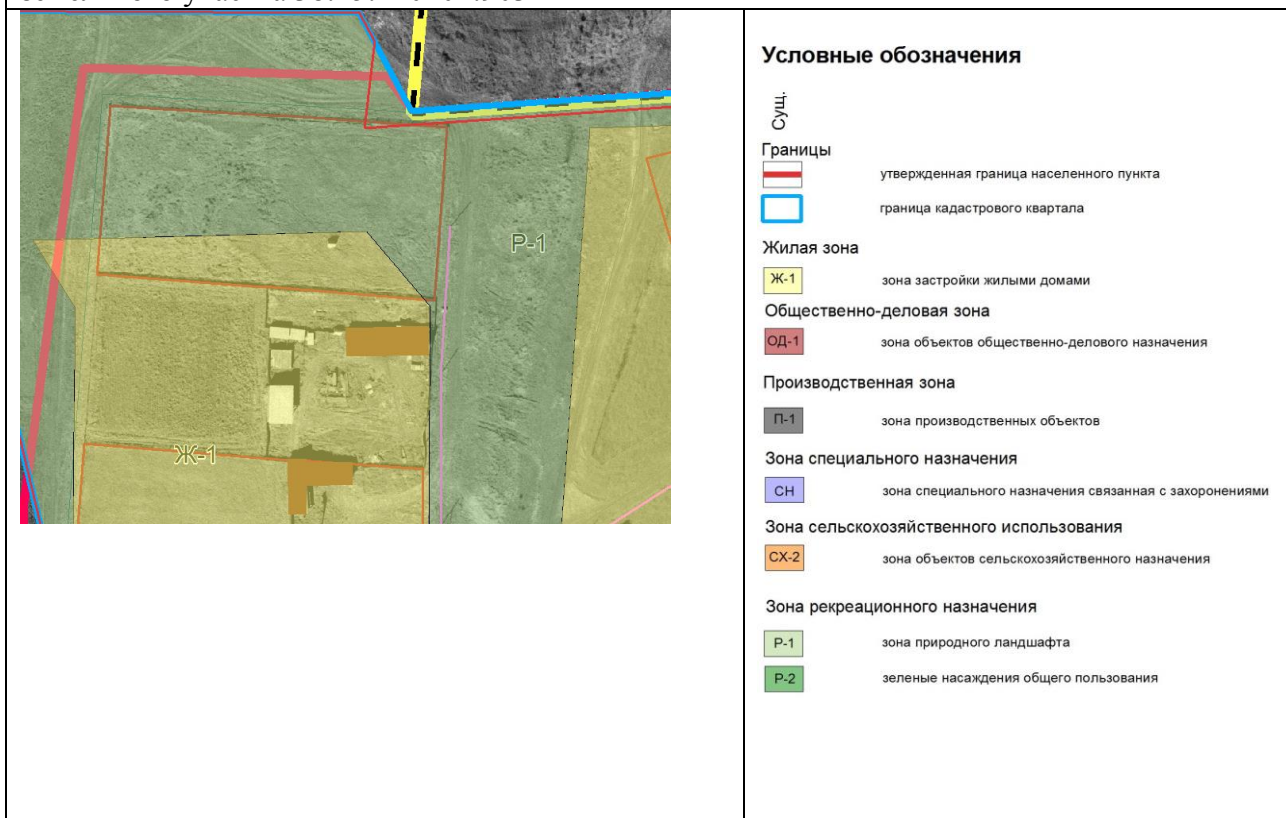 Р-1
Ж-1
Условные обозначения
Сущ.
Границы
утвержденная граница населенного пункта
граница кадастрового квартала
Жилая зона
Ж-1 зона застройки жилыми домами
Общественно-деловая зона
ОД-1 зона объектов общественно-делового назначения
Производственная зона
П-1 зона производственных объектов
Зона специального назначения
СН зона специального назначения связанная с захоронениями
Зона сельскохозяйственного использования
СХ-2 зона объектов сельскохозяйственного назначения
Зона рекреационного назначения
Р-1 зона природного ландшафта
Р-2 зеленые насаждения общего пользования